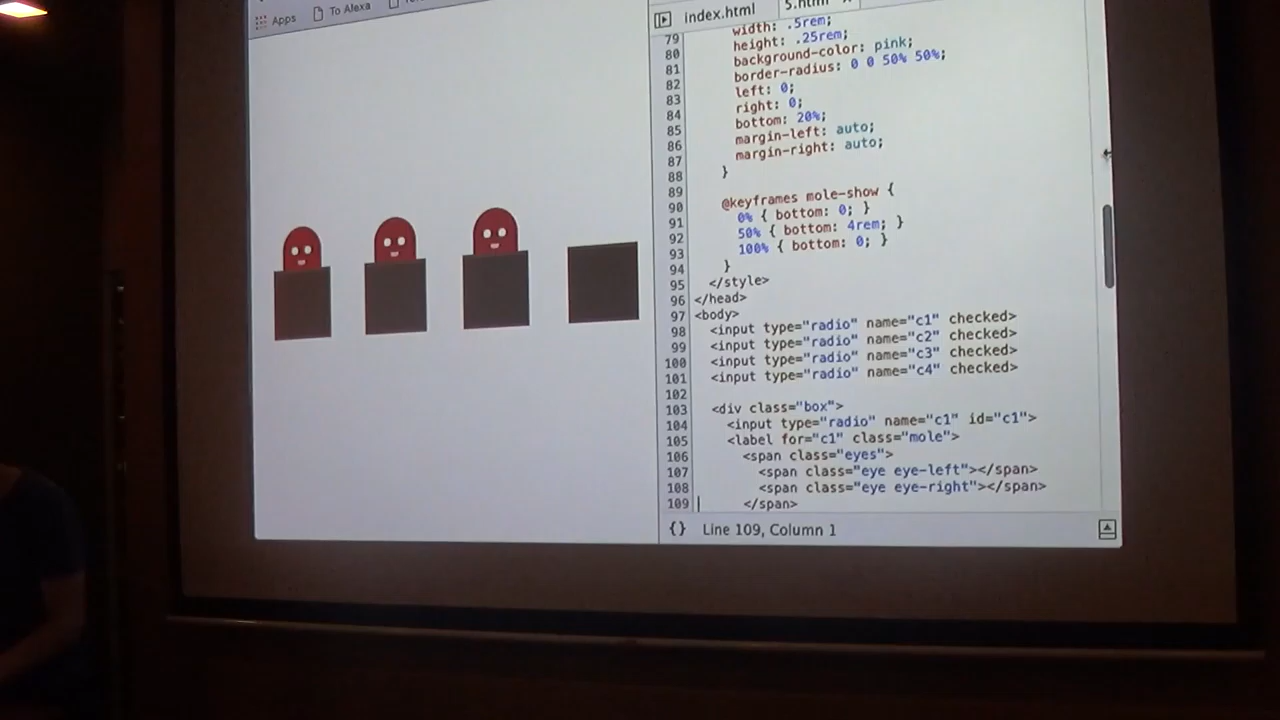 Apps
To Alexa
index.html
5.html
79
width: .5rem;
80
height: .25rem;
81
background-color: pink;
82
border-radius: 0 0 50% 50%;
83
left: 0;
84
right: 0;
85
bottom: 20%;
86
margin-left: auto;
87
margin-right: auto;
88
}
89
90
@keyframes mole-show {
91
0% { bottom: 0; }
92
50% { bottom: 4rem; }
93
100% { bottom: 0; }
94
}
95
</style>
96
</head>
97
<body>
98
<input type="radio" name="c1" checked>
99
<input type="radio" name="c2" checked>
100
<input type="radio" name="c3" checked>
101
<input type="radio" name="c4" checked>
102
103
<div class="box">
104
<input type="radio" name="c1" id="c1">
105
<label for="c1" class="mole">
106
<span class="eyes">
107
<span class="eye eye-left"></span>
108
<span class="eye eye-right"></span>
109
</span>
{} Line 109, Column 1